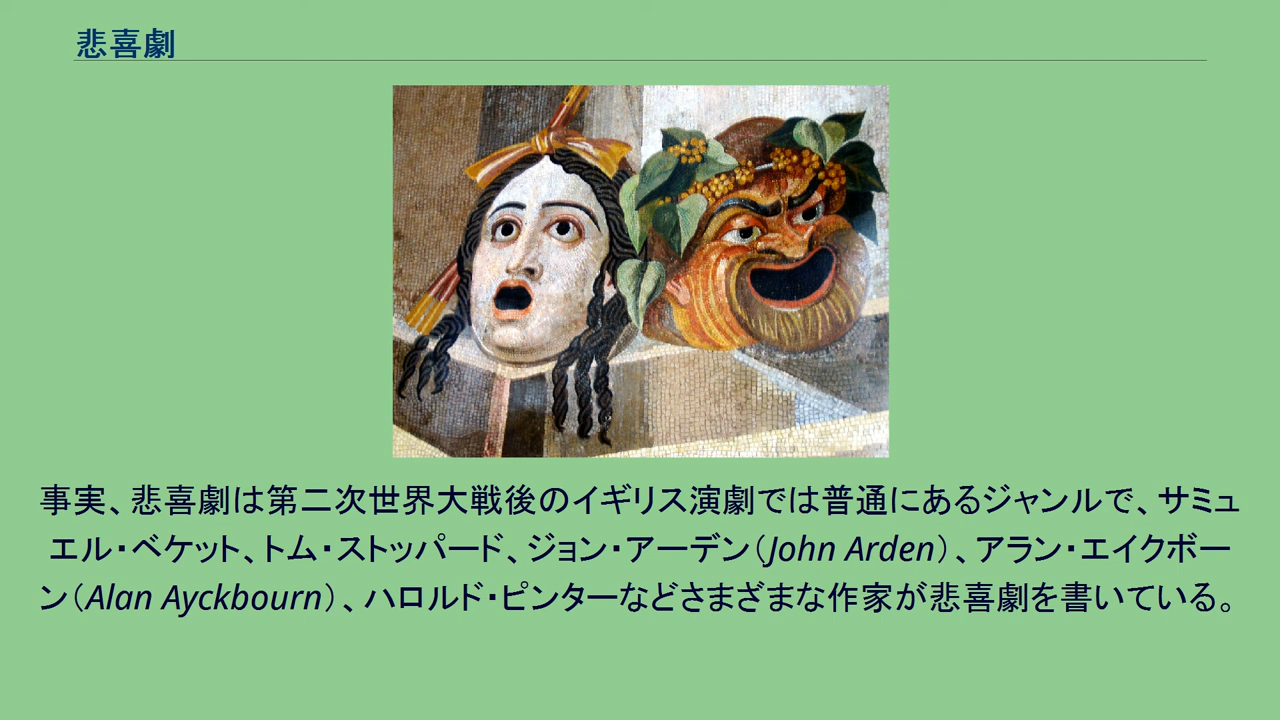 悲喜劇
事実、悲喜劇は第二次世界大戦後のイギリス演劇では普通にあるジャンルで、サミュ
エル・ベケット、トム・ストッパード、ジョン・アーデン（John Arden）、アラン・エイクボー
ン（Alan Ayckbourn）、ハロルド・ピンターなどさまざまな作家が悲喜劇を書いている。